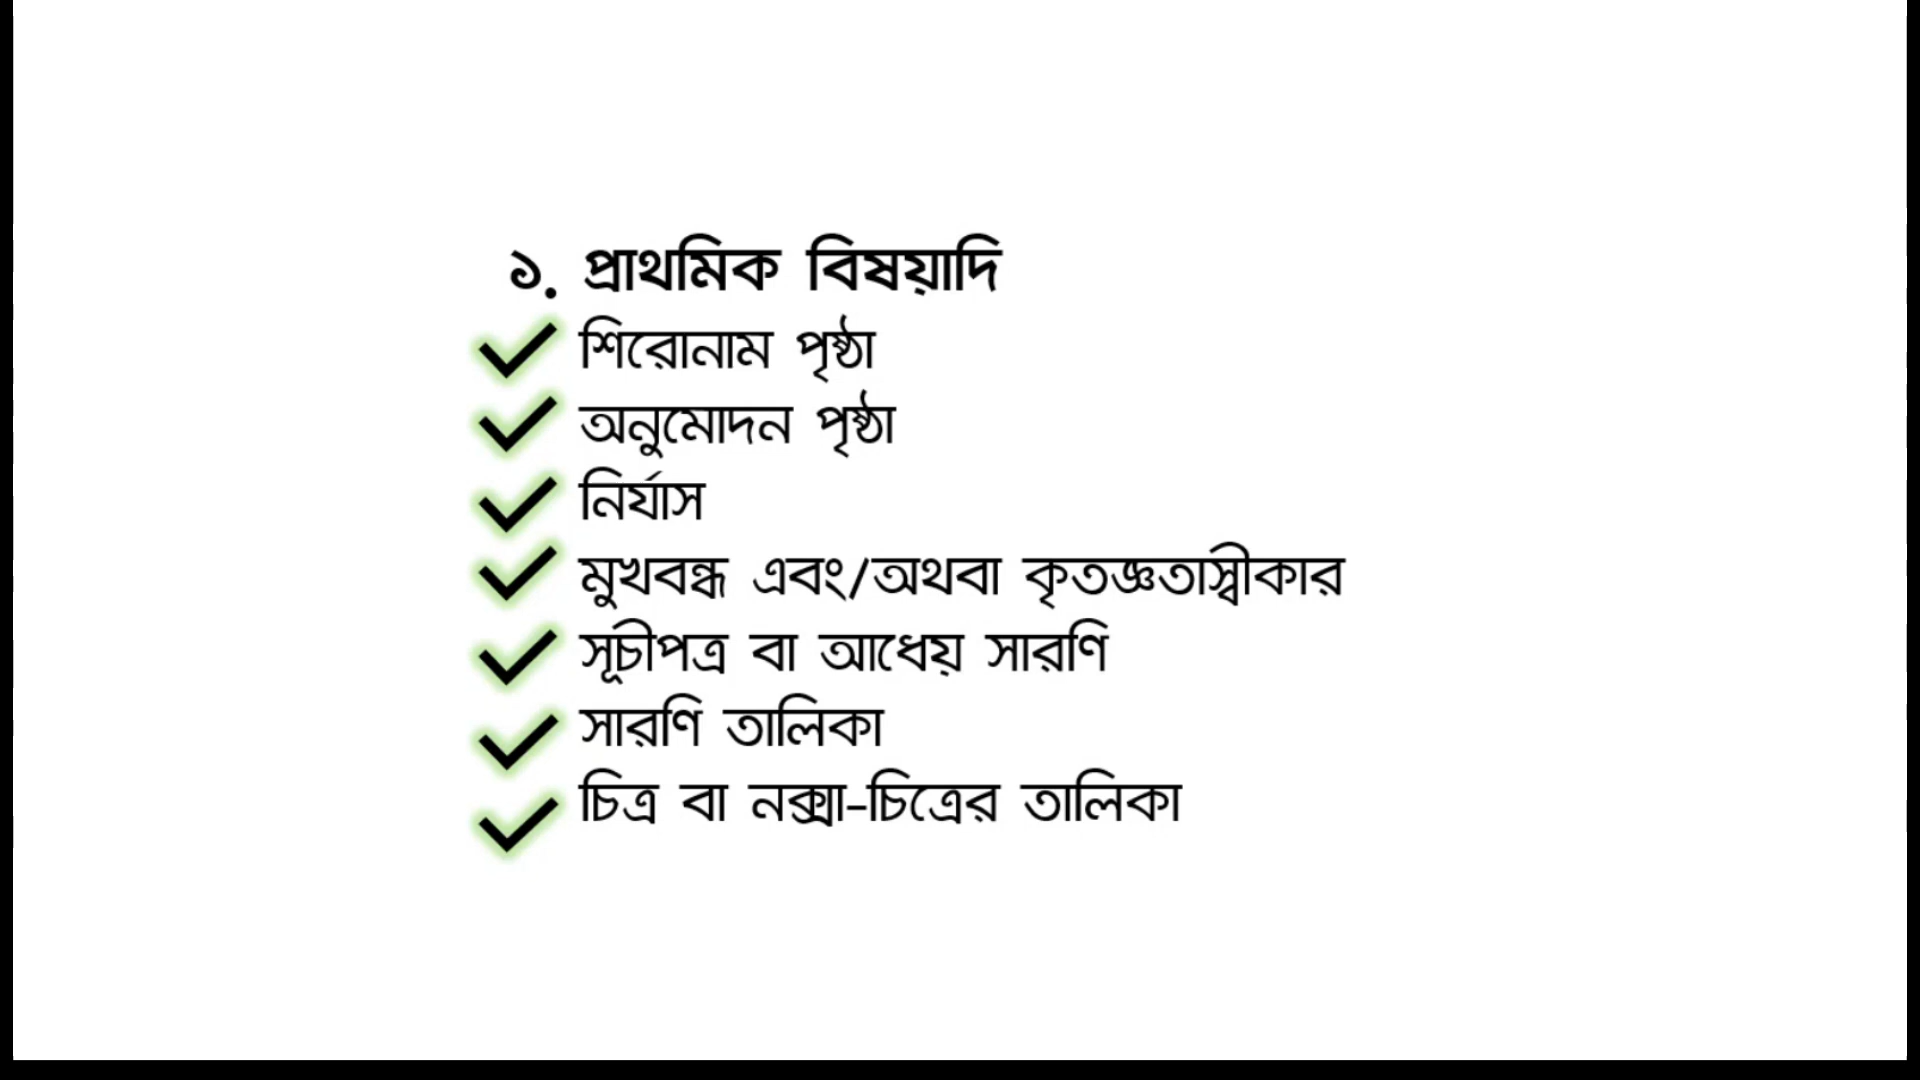 ১. প্রাথমিক বিষয়াদি
শিরোনাম পৃষ্ঠা
অনুমোদন পৃষ্ঠা
নির্যাস
মুখবন্ধ এবং/অথবা কৃতজ্ঞতাস্বীকার
সূচীপত্র বা আধেয় সারণি
সারণি তালিকা
চিত্র বা নক্সা-চিত্রের তালিকা